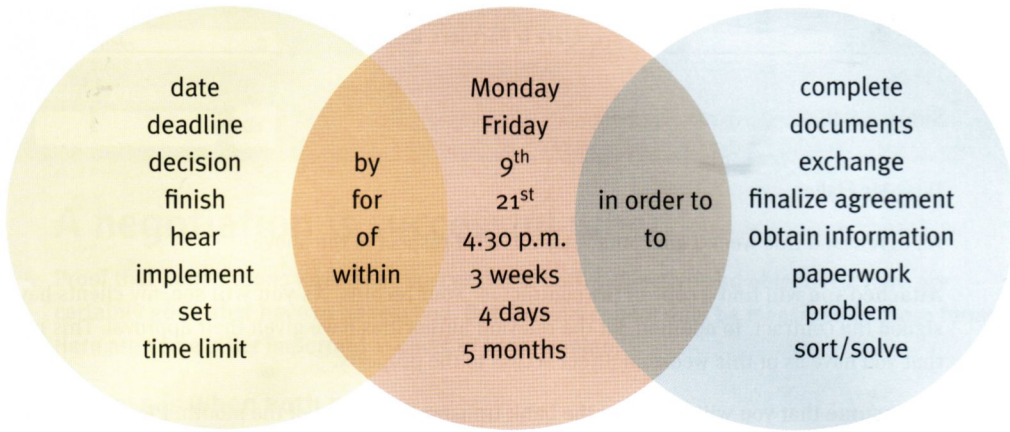 date
deadline
decision
finish
hear
implement
set
time limit
by
for
of
within
Monday
Friday
9th
21st
4.30 p.m.
3 weeks
4 days
5 months
in order to
to
complete
documents
exchange
finalize agreement
obtain information
paperwork
problem
sort/solve